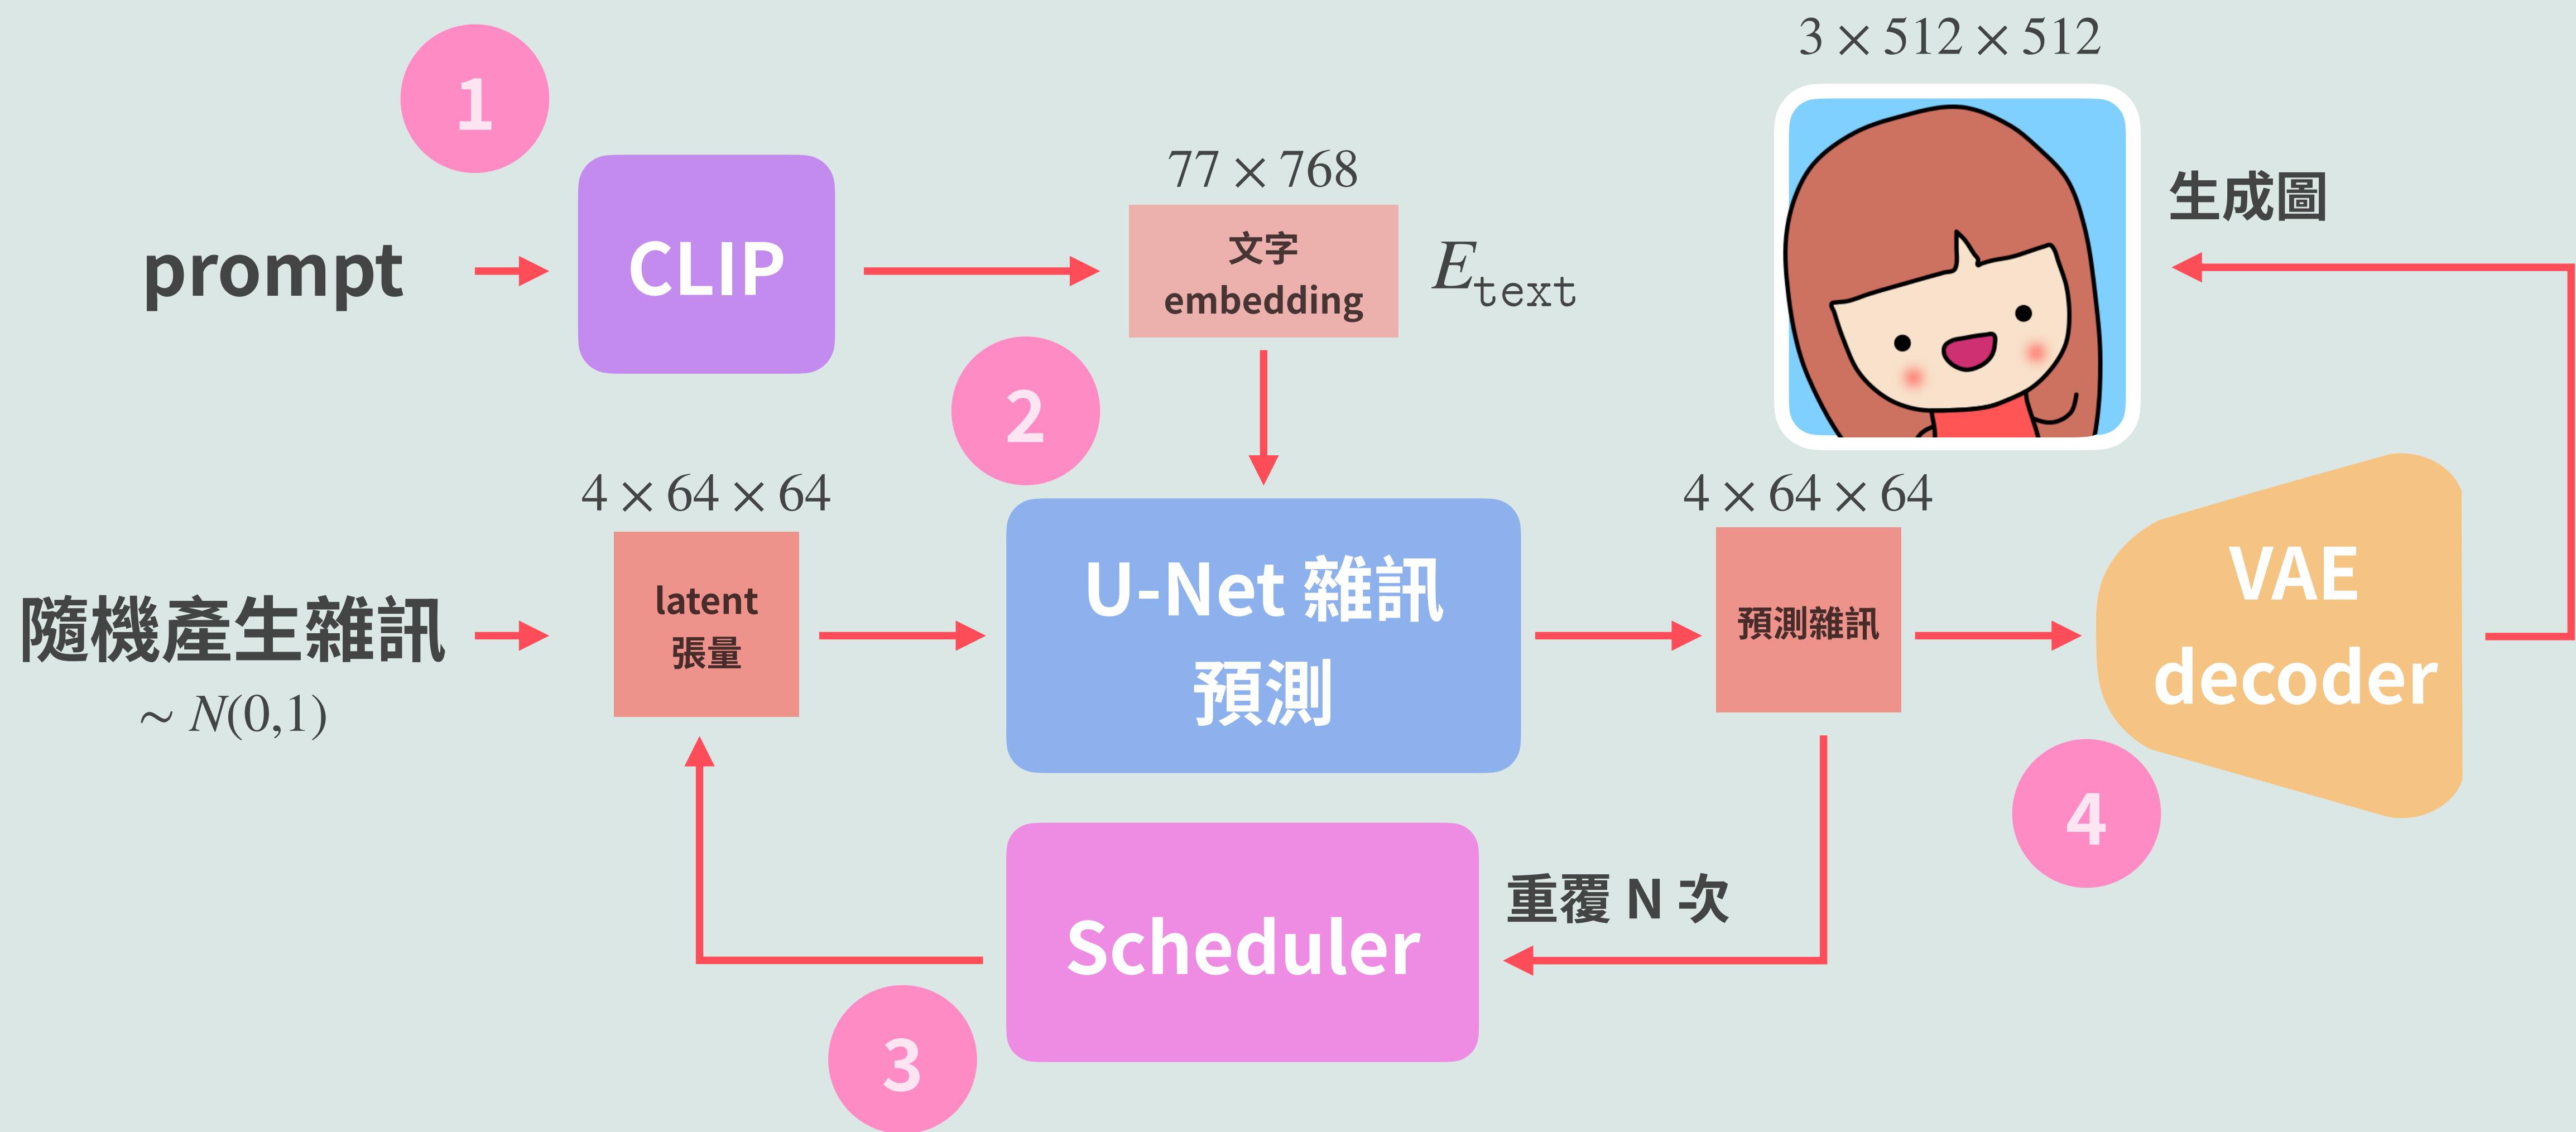 1
prompt
CLIP
77 × 768
文字
embedding
E_text
3 × 512 × 512
生成圖
2
隨機產生雜訊
~ N(0,1)
4 × 64 × 64
latent
張量
U-Net 雜訊
預測
4 × 64 × 64
預測雜訊
VAE
decoder
4
Scheduler
重覆 N 次
3